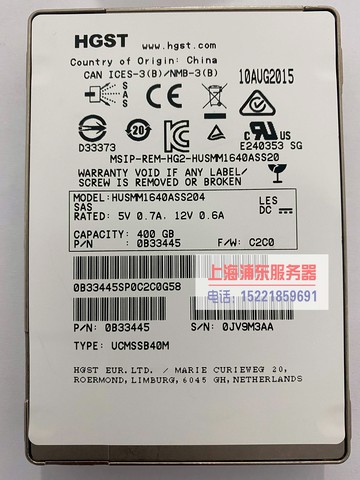 HGST www.hgst.com
Country of Origin: China
CAN ICES-3(B)/NMB-3(B)
10AUG2015
SAS
D33373
20
E240353 SG
MSIP-REM-HG2-HUSMM1640ASS20
WARRANTY VOID IF ANY LABEL/
SCREW IS REMOVED OR BROKEN
MODEL:HUSMM1640ASS204
SAS
RATED: 5V 0.7A. 12V 0.6A
LES
DC
CAPACITY: 400 GB
P/N : 0B33445 F/W: C2C0
上海浦东服务器
电话: 15221859691
0B33445SP0C2C0G58
P/N: 0B33445 S/N: 0JV9M3AA
TYPE: UCMSSB40M
HGST EUR.LTD. / MARIE CURIEWEG 20,
ROERMOND, LIMBURG, 6045 GH, NETHERLANDS